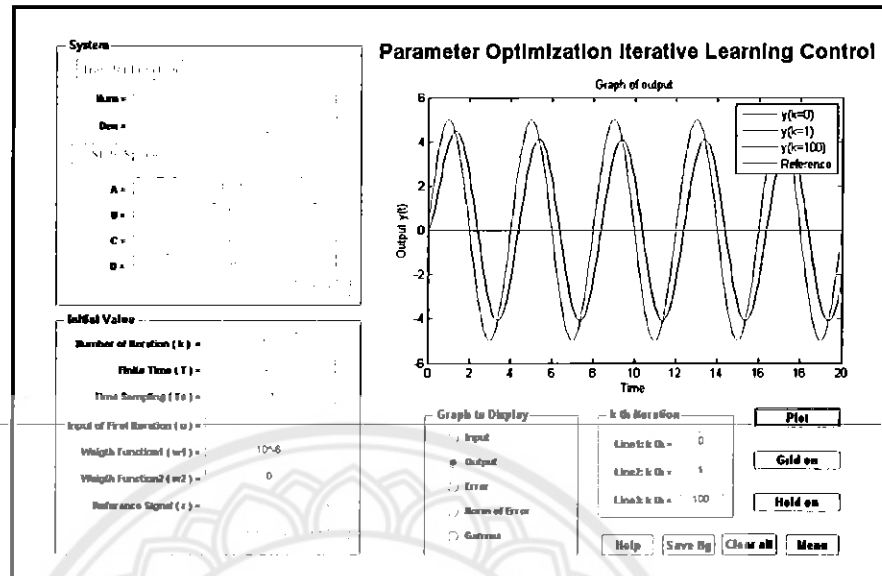 System
Parameter Optimization Iterative Learning Control
Num =
Den =
A =
B =
C =
D =
Graph of output
Output y(t)
6
4
2
0
-2
-4
-6
0 2 4 6 8 10 12 14 16 18 20
Time
y(k=0)
y(k=1)
y(k=100)
Reference
Initial Value
Number of Iteration ( k ) =
Finite Time ( T ) =
Time Sampling ( Ts ) =
Input of First Iteration ( u ) =
Weigth Function1 ( w1 ) = 10^-6
Weigth Function2 ( w2 ) = 0
Reference Signal ( r ) =
Graph to Display
Input
Output
Error
Norm of Error
Gamma
k th Iteration
Line1: k th = 0
Line2: k th = 1
Line3: k th = 100
Plot
Grid on
Hold on
Help
Save fig
Clear all
Menu